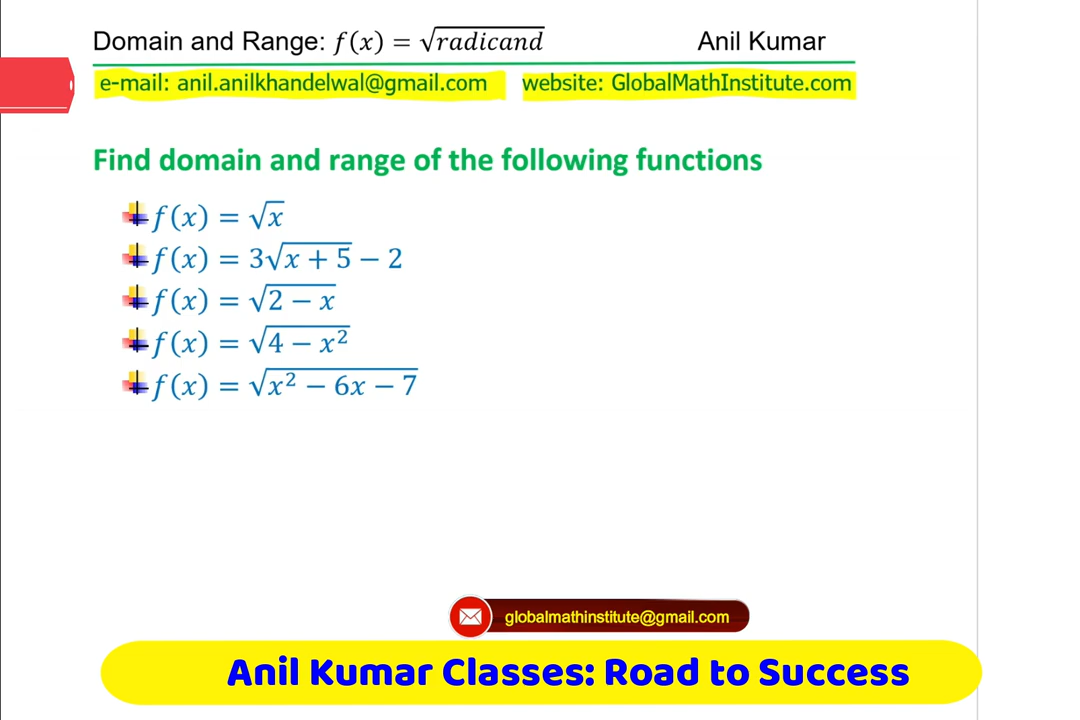 Domain and Range: f(x) = √radicand Anil Kumar
e-mail: anil.anilkhandelwal@gmail.com website: GlobalMathInstitute.com
Find domain and range of the following functions
f(x) = √x
f(x) = 3√(x + 5) − 2
f(x) = √(2 − x)
f(x) = √(4 − x²)
f(x) = √(x² − 6x − 7)
globalmathinstitute@gmail.com
Anil Kumar Classes: Road to Success